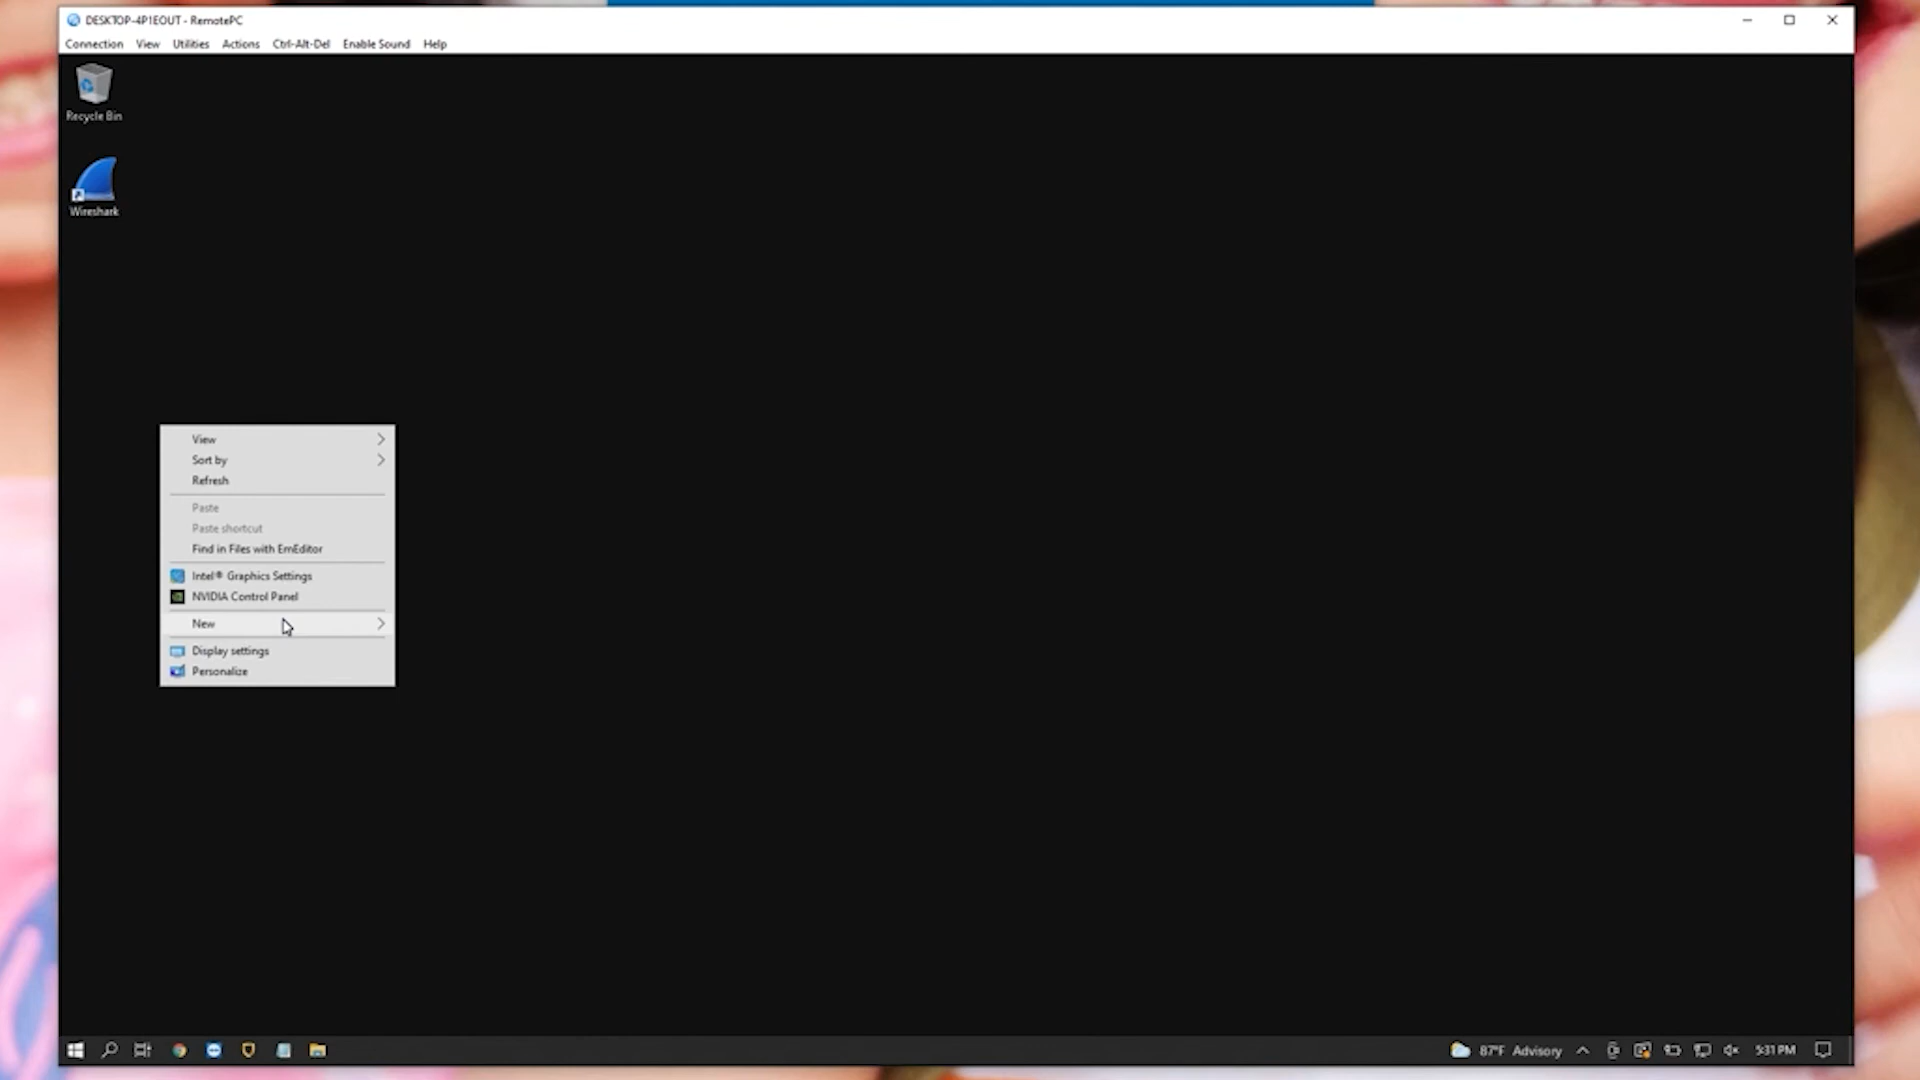 DESKTOP-4P1EOUT - RemotePC
Connection View Utilities Actions Ctrl-Alt-Del Enable Sound Help
Recycle Bin
Wireshark
View
Sort by
Refresh
Paste
Paste shortcut
Find in Files with EmEditor
Intel® Graphics Settings
NVIDIA Control Panel
New
Display settings
Personalize
87°F Advisory 5:31 PM